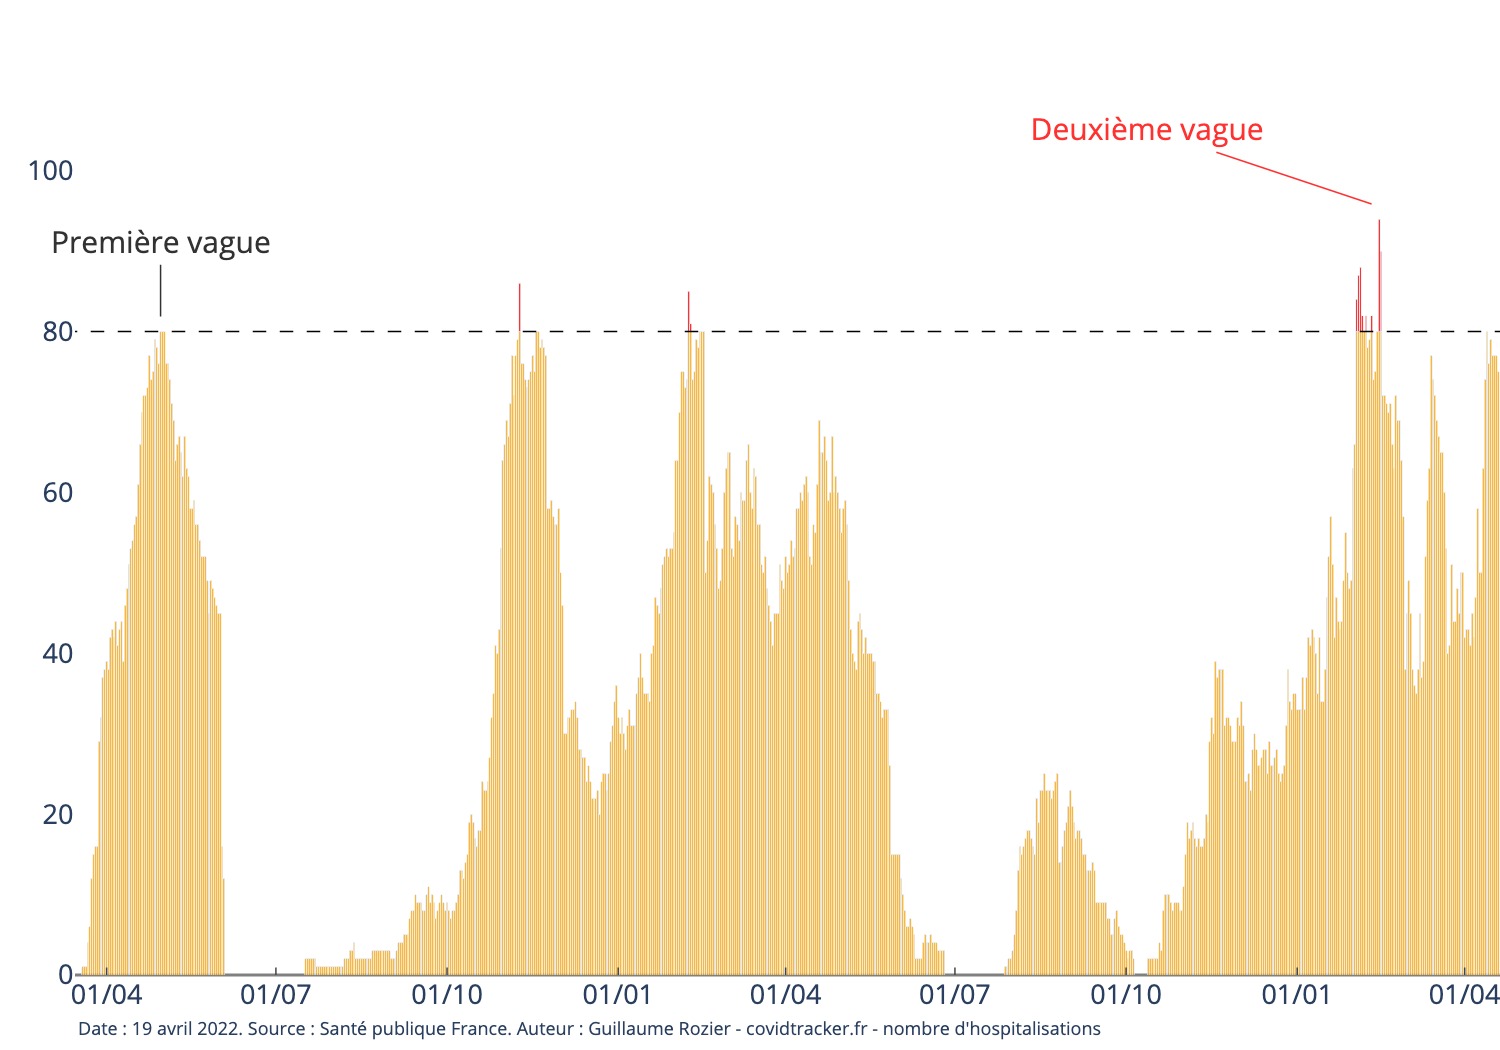 Deuxième vague
100
Première vague
80
60
40
20
0
01/04 01/07 01/10 01/01 01/04 01/07 01/10 01/01 01/04
Date : 19 avril 2022. Source : Santé publique France. Auteur : Guillaume Rozier - covidtracker.fr - nombre d'hospitalisations